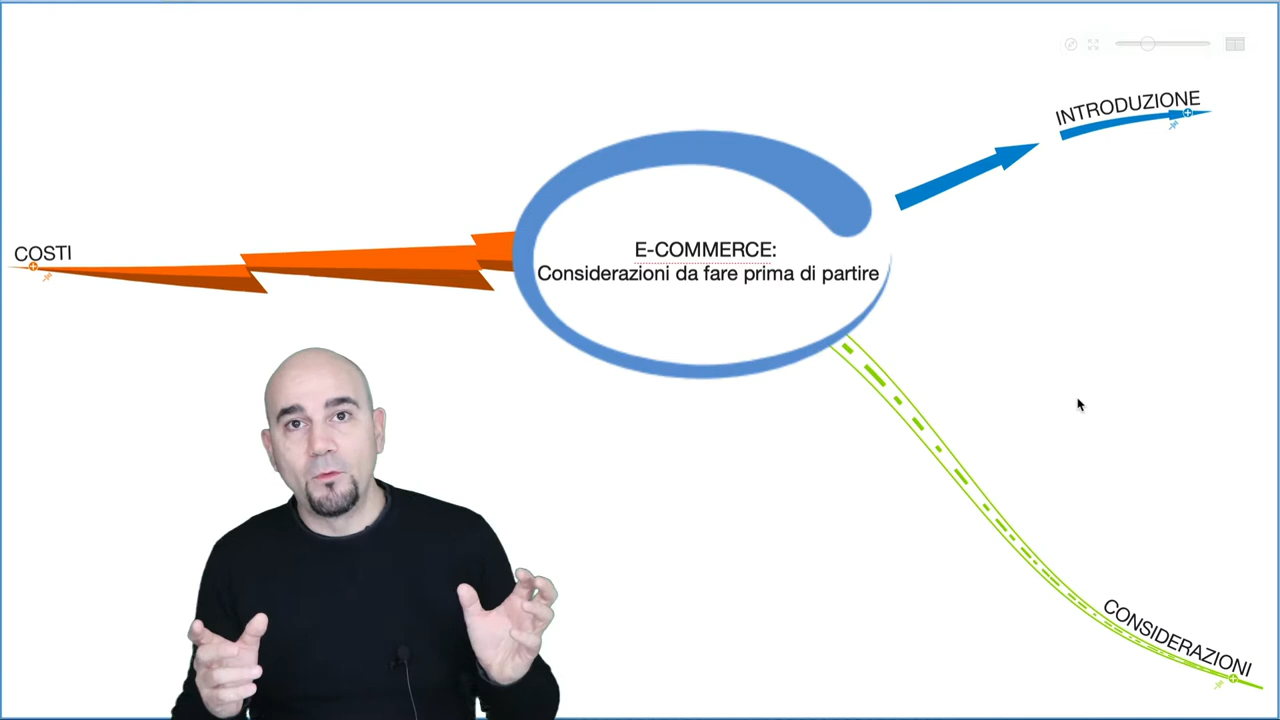 INTRODUZIONE
E-COMMERCE:
Considerazioni da fare prima di partire
COSTI
CONSIDERAZIONI